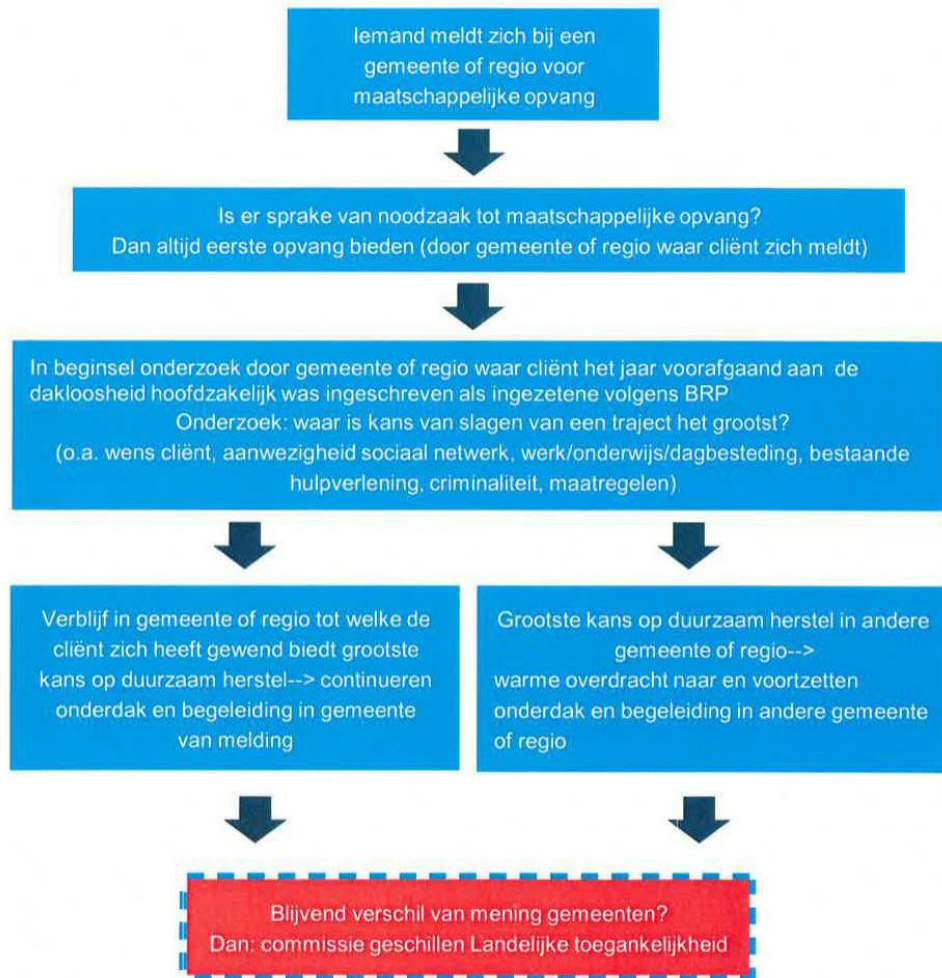 Iemand meldt zich bij een
gemeente of regio voor
maatschappelijke opvang
Is er sprake van noodzaak tot maatschappelijke opvang?
Dan altijd eerste opvang bieden (door gemeente of regio waar cliënt zich meldt)
In beginsel onderzoek door gemeente of regio waar cliënt het jaar voorafgaand aan de
dakloosheid hoofdzakelijk was ingeschreven als ingezetene volgens BRP
Onderzoek: waar is kans van slagen van een traject het grootst?
(o.a. wens cliënt, aanwezigheid sociaal netwerk, werk/onderwijs/dagbesteding, bestaande
hulpverlening, criminaliteit, maatregelen)
Verblijf in gemeente of regio tot welke de
cliënt zich heeft gewend biedt grootste
kans op duurzaam herstel--> continueren
onderdak en begeleiding in gemeente
van melding
Grootste kans op duurzaam herstel in andere
gemeente of regio-->
warme overdracht naar en voortzetten
onderdak en begeleiding in andere gemeente
of regio
Blijvend verschil van mening gemeenten?
Dan: commissie geschillen Landelijke toegankelijkheid